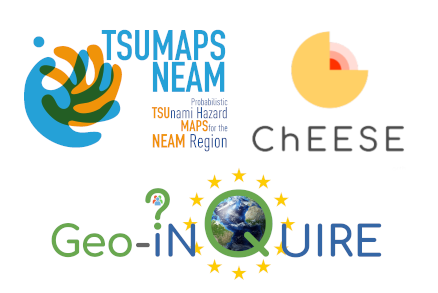 TSUMAPS
NEAM
Probabilistic
TSUnami Hazard
MAPS for the
NEAM Region
ChEESE
Geo-iNQUIRE